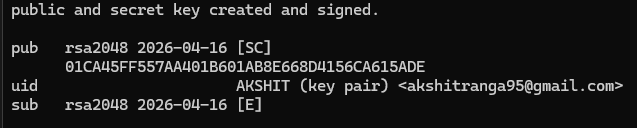 public and secret key created and signed.
pub   rsa2048 2026-04-16 [SC]
      01CA45FF557AA401B601AB8E668D4156CA615ADE
uid                      AKSHIT (key pair) <akshitranga95@gmail.com>
sub   rsa2048 2026-04-16 [E]